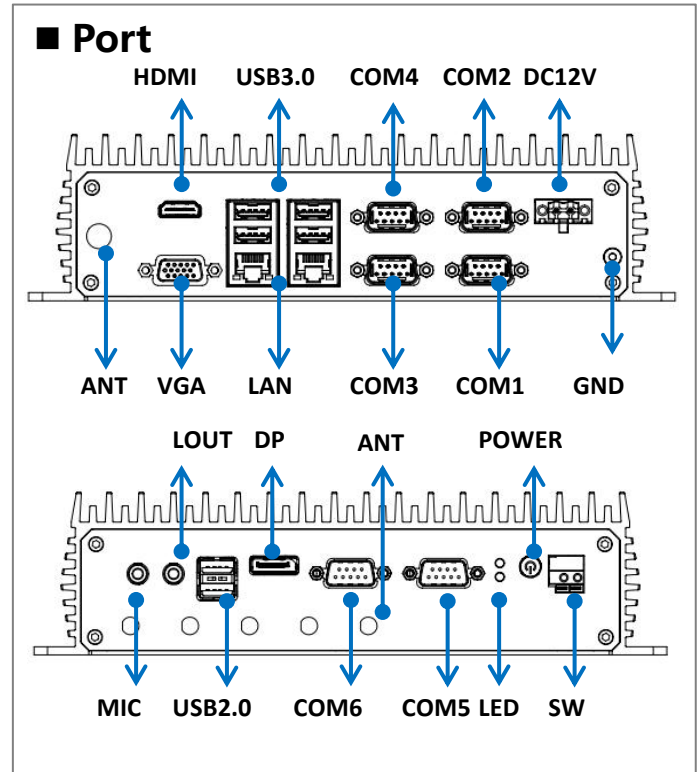 ■ Port
HDMI USB3.0 COM4 COM2 DC12V
ANT VGA LAN COM3 COM1 GND
LOUT DP ANT POWER
MIC USB2.0 COM6 COM5 LED SW